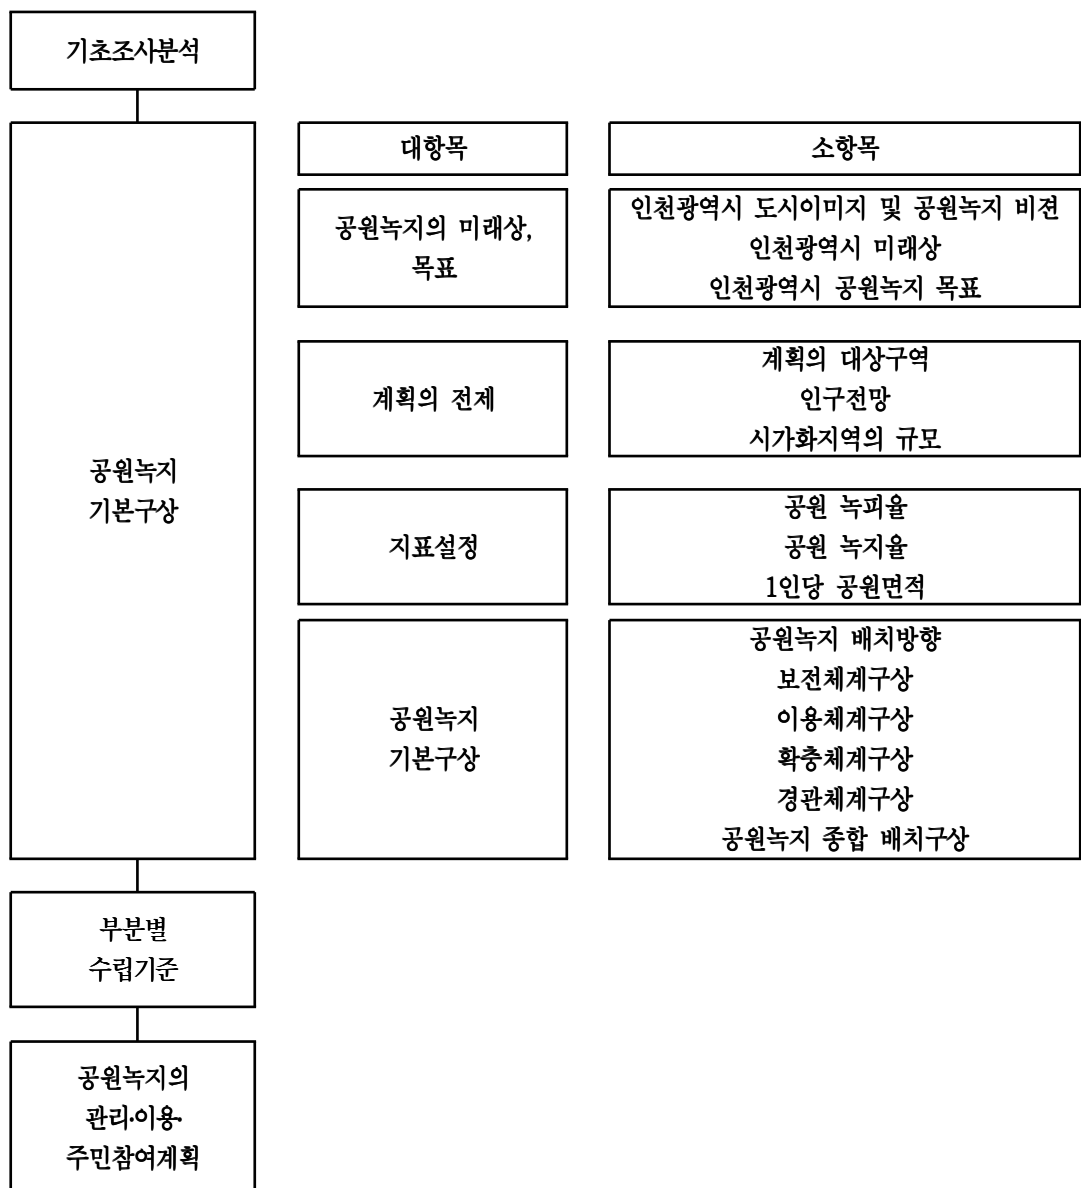 기초조사분석
공원녹지
기본구상
대항목
소항목
공원녹지의 미래상,
목표
인천광역시 도시이미지 및 공원녹지 비젼
인천광역시 미래상
인천광역시 공원녹지 목표
계획의 전제
계획의 대상구역
인구전망
시가화지역의 규모
지표설정
공원 녹피율
공원 녹지율
1인당 공원면적
공원녹지
기본구상
공원녹지 배치방향
보전체계구상
이용체계구상
확충체계구상
경관체계구상
공원녹지 종합 배치구상
부분별
수립기준
공원녹지의
관리·이용·
주민참여계획